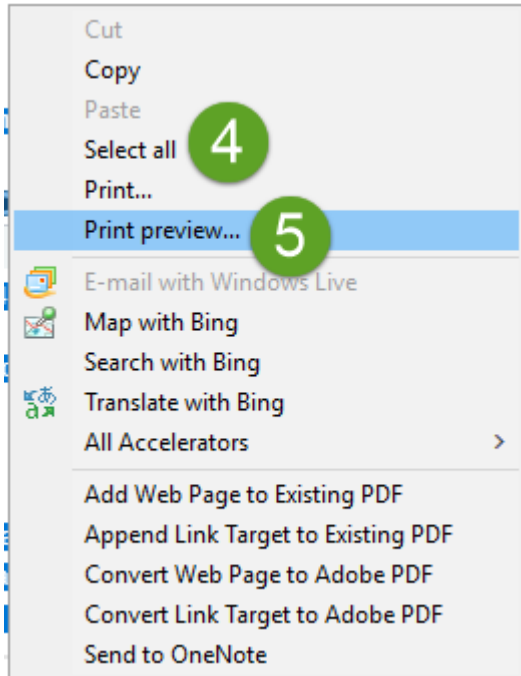 Cut
Copy
Paste
Select all 4
Print...
Print preview... 5
E-mail with Windows Live
Map with Bing
Search with Bing
Translate with Bing
All Accelerators >
Add Web Page to Existing PDF
Append Link Target to Existing PDF
Convert Web Page to Adobe PDF
Convert Link Target to Adobe PDF
Send to OneNote